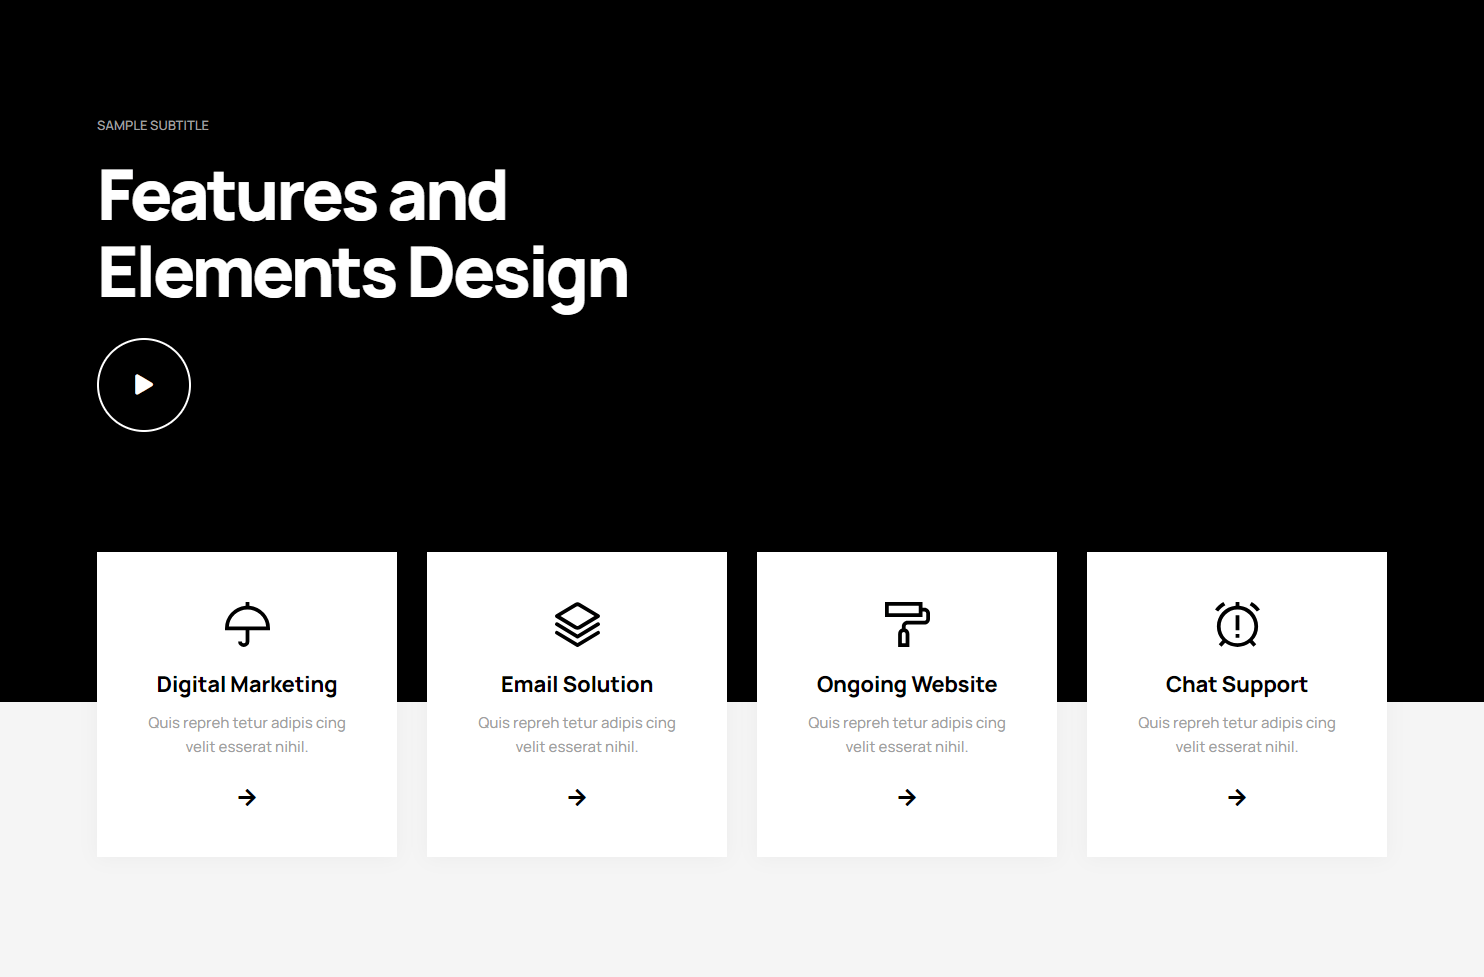 SAMPLE SUBTITLE
Features and
Elements Design
Digital Marketing
Quis repreh tetur adipis cing
velit esserat nihil.
Email Solution
Quis repreh tetur adipis cing
velit esserat nihil.
Ongoing Website
Quis repreh tetur adipis cing
velit esserat nihil.
Chat Support
Quis repreh tetur adipis cing
velit esserat nihil.